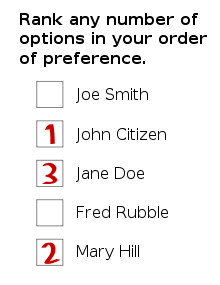 Rank any number of
options in your order
of preference.
Joe Smith
1 John Citizen
3 Jane Doe
Fred Rubble
2 Mary Hill